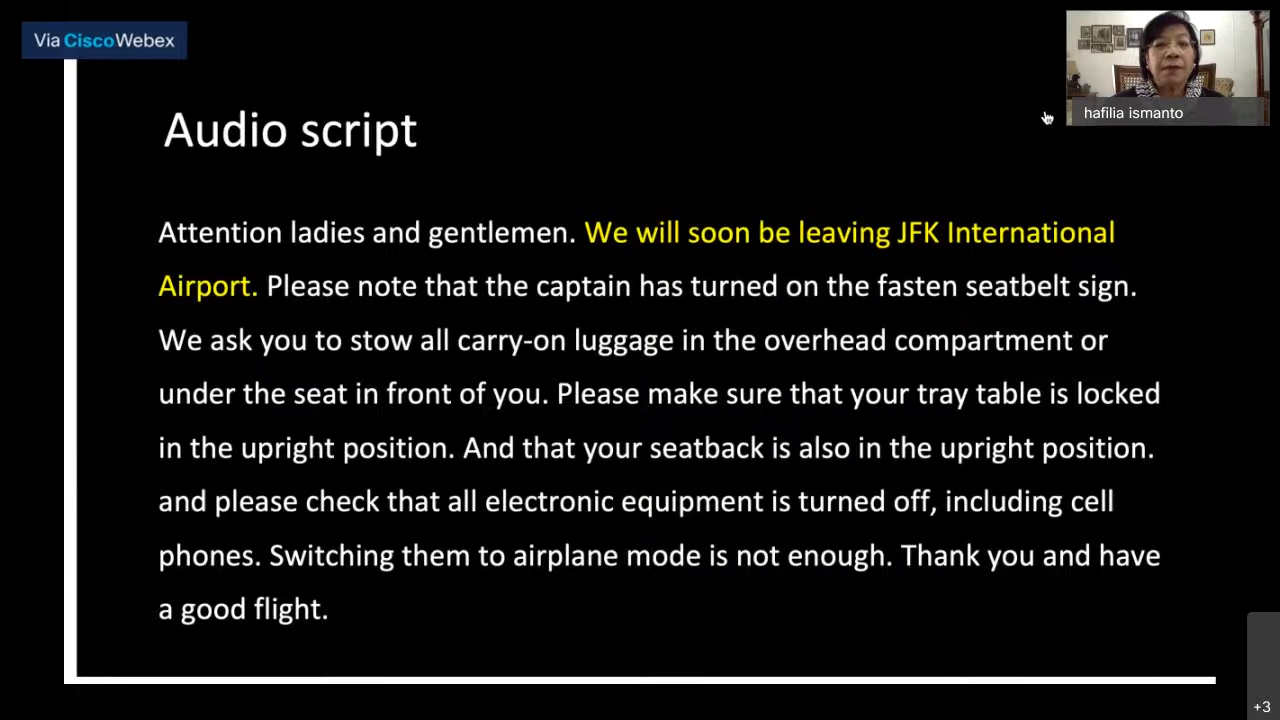 Via CiscoWebex
hafilia ismanto
Audio script
Attention ladies and gentlemen. We will soon be leaving JFK International
Airport. Please note that the captain has turned on the fasten seatbelt sign.
We ask you to stow all carry-on luggage in the overhead compartment or
under the seat in front of you. Please make sure that your tray table is locked
in the upright position. And that your seatback is also in the upright position.
and please check that all electronic equipment is turned off, including cell
phones. Switching them to airplane mode is not enough. Thank you and have
a good flight.
+3